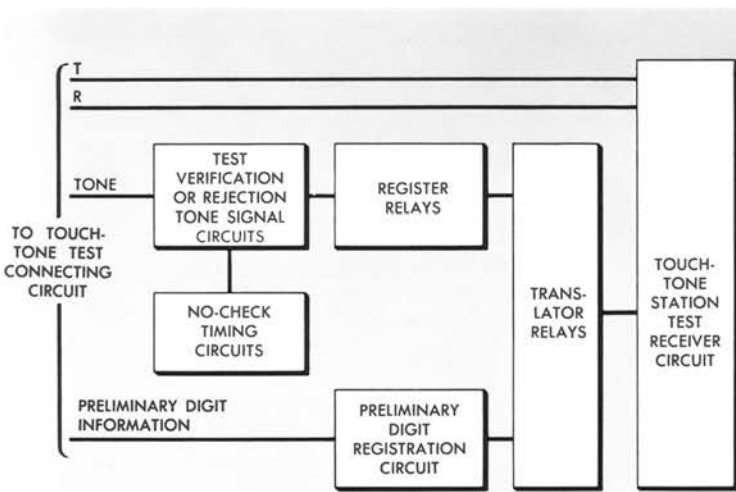 T
R
TONE
TO TOUCH-
TONE TEST
CONNECTING
CIRCUIT
TEST
VERIFICATION
OR REJECTION
TONE SIGNAL
CIRCUITS
REGISTER
RELAYS
NO-CHECK
TIMING
CIRCUITS
TRANS-
LATOR
RELAYS
TOUCH-
TONE
STATION
TEST
RECEIVER
CIRCUIT
PRELIMINARY DIGIT
INFORMATION
PRELIMINARY
DIGIT
REGISTRATION
CIRCUIT